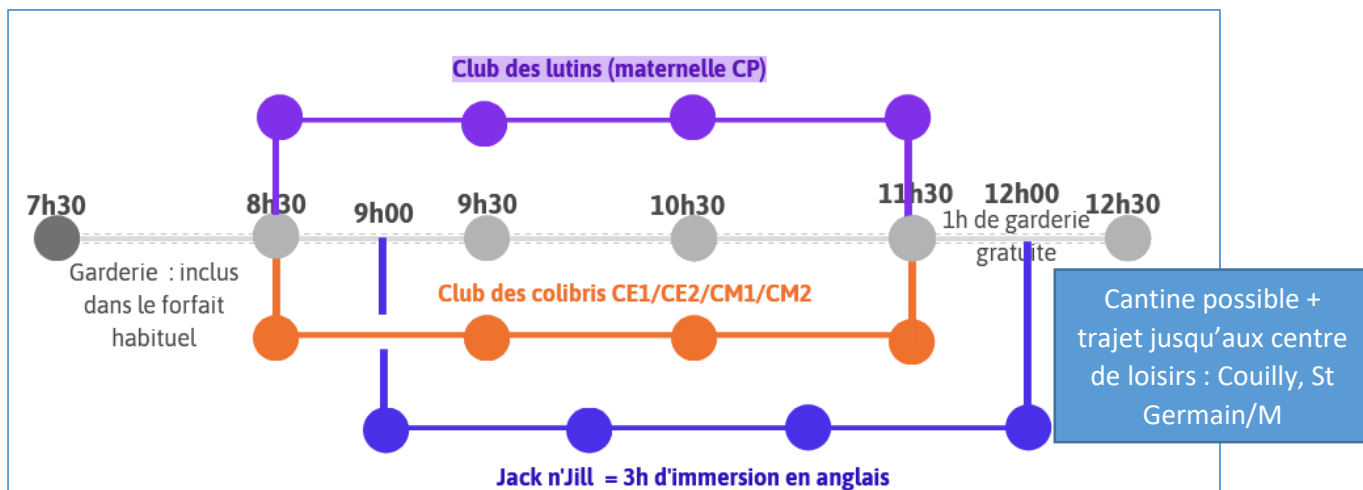 Club des lutins (maternelle CP)
7h30
8h30
9h00
9h30
10h30
11h30
12h00
12h30
1h de garderie
gratuite
Garderie : inclus
dans le forfait
habituel
Club des colibris CE1/CE2/CM1/CM2
Cantine possible +
trajet jusqu'aux centre
de loisirs : Couilly, St
Germain/M
Jack n'Jill = 3h d'immersion en anglais